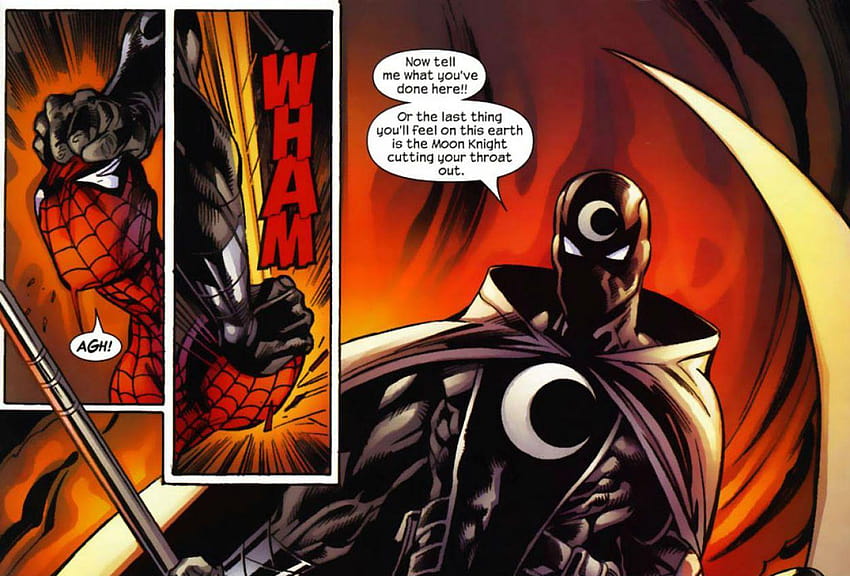 AGH!
WHAM
Now tell
me what you've
done here!!
Or the last thing
you'll feel on this earth
is the Moon Knight
cutting your throat
out.